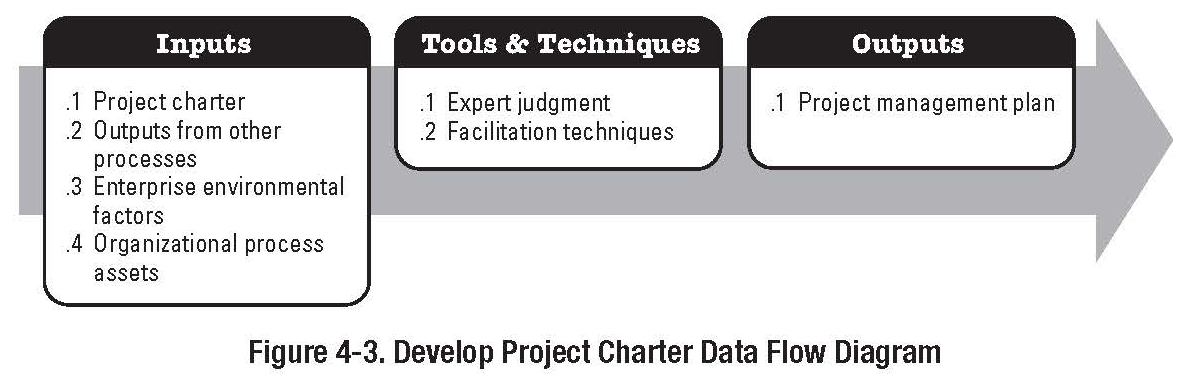 Inputs
.1 Project charter
.2 Outputs from other
processes
.3 Enterprise environmental
factors
.4 Organizational process
assets
Tools & Techniques
.1 Expert judgment
.2 Facilitation techniques
Outputs
.1 Project management plan
Figure 4-3. Develop Project Charter Data Flow Diagram